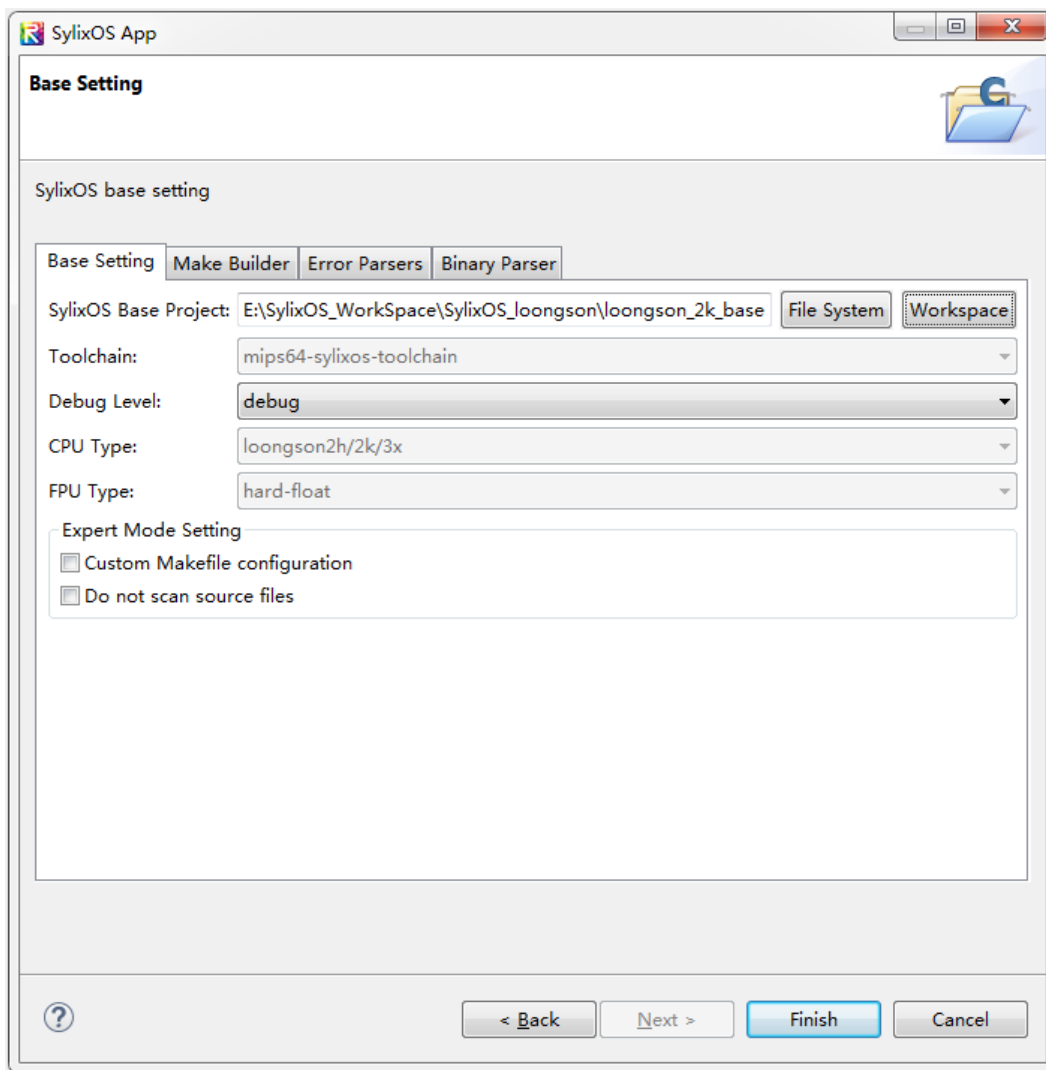 SylixOS App
Base Setting
SylixOS base setting
Base Setting Make Builder Error Parsers Binary Parser
SylixOS Base Project: E:\SylixOS_WorkSpace\SylixOS_loongson\loongson_2k_base File System Workspace
Toolchain: mips64-sylixos-toolchain
Debug Level: debug
CPU Type: loongson2h/2k/3x
FPU Type: hard-float
Expert Mode Setting
Custom Makefile configuration
Do not scan source files
? < Back Next > Finish Cancel